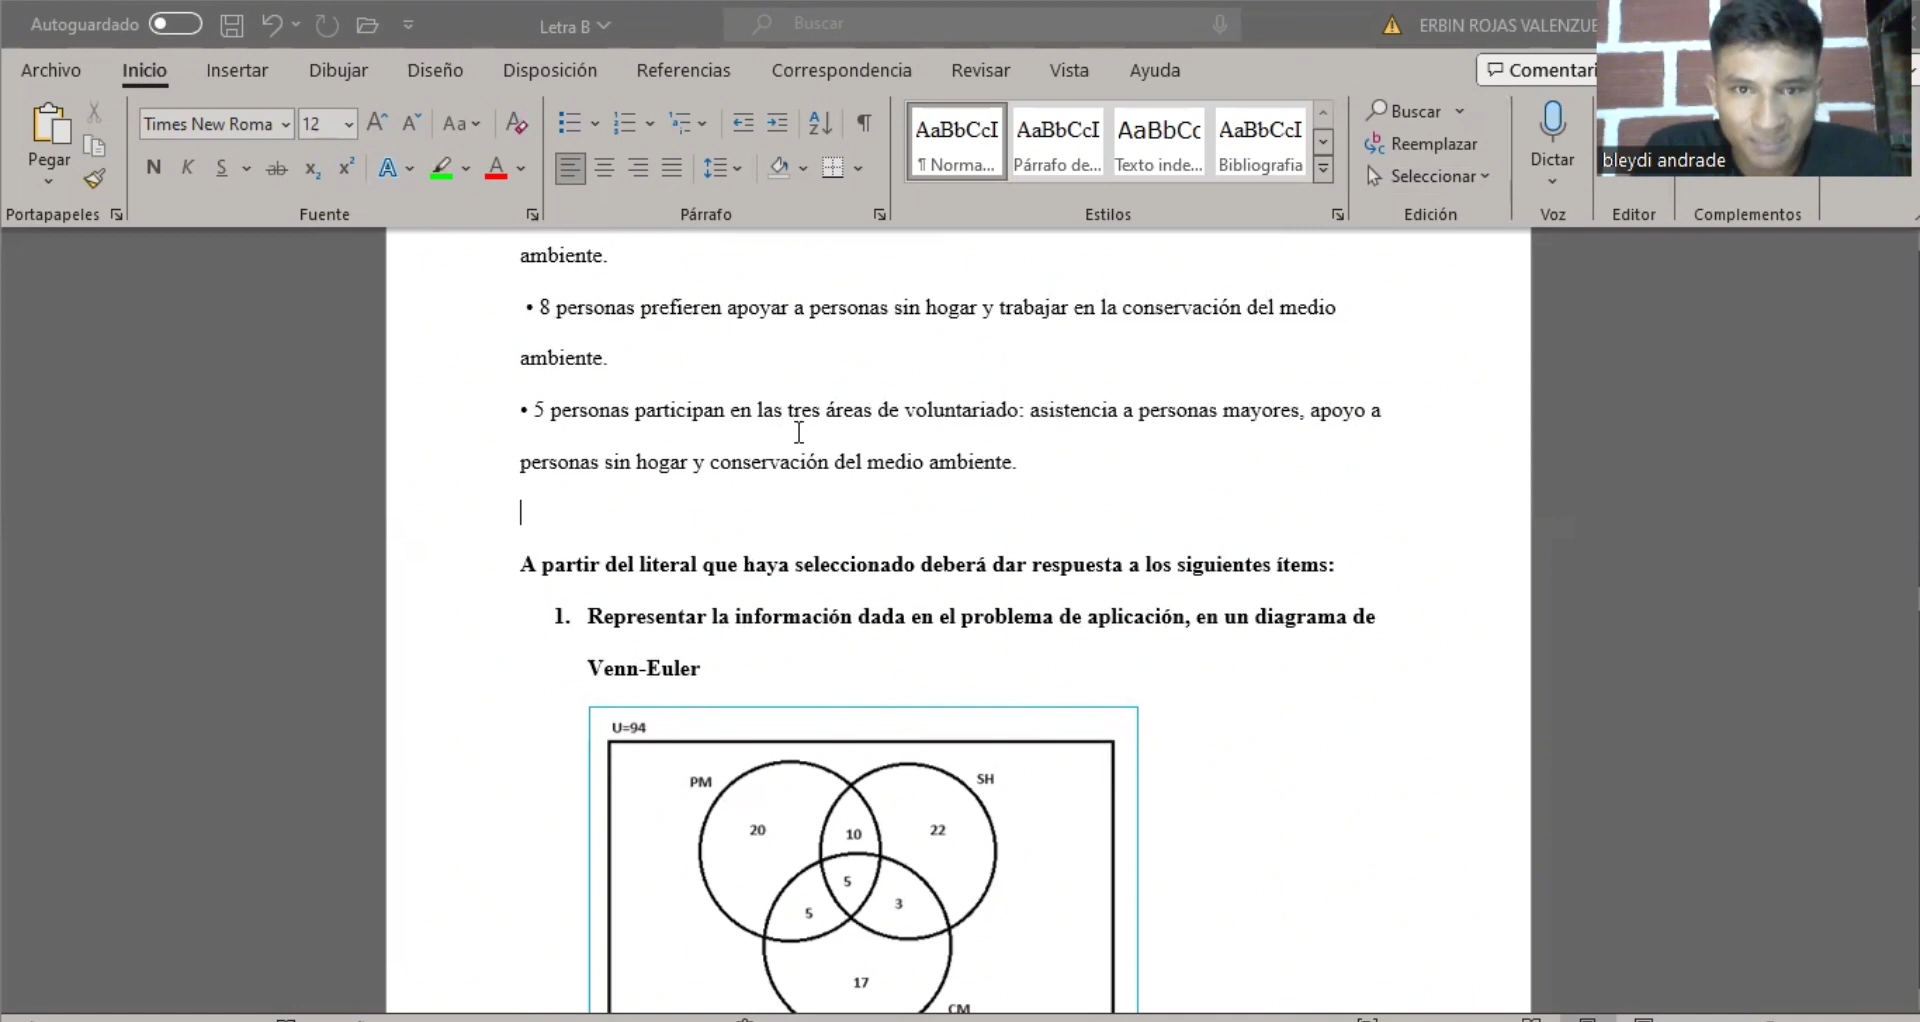 Autoguardado
Letra B
Buscar
ERBIN ROJAS VALENZUE
Archivo Inicio Insertar Dibujar Diseño Disposición Referencias Correspondencia Revisar Vista Ayuda
Comentari
Pegar
Times New Roma 12
Aa
N K S ab x₂ x² A A
AaBbCcI AaBbCcI AaBbCc AaBbCcI
¶ Norma... Párrafo de... Texto inde... Bibliografia
Buscar
Reemplazar
Seleccionar
Dictar
bleydi andrade
Portapapeles Fuente Párrafo Estilos Edición Voz Editor Complementos
ambiente.
• 8 personas prefieren apoyar a personas sin hogar y trabajar en la conservación del medio
ambiente.
• 5 personas participan en las tres áreas de voluntariado: asistencia a personas mayores, apoyo a
personas sin hogar y conservación del medio ambiente.
A partir del literal que haya seleccionado deberá dar respuesta a los siguientes ítems:
1. Representar la información dada en el problema de aplicación, en un diagrama de
Venn-Euler
U=94
PM SH
20 10 22
5
5 3
17
CM